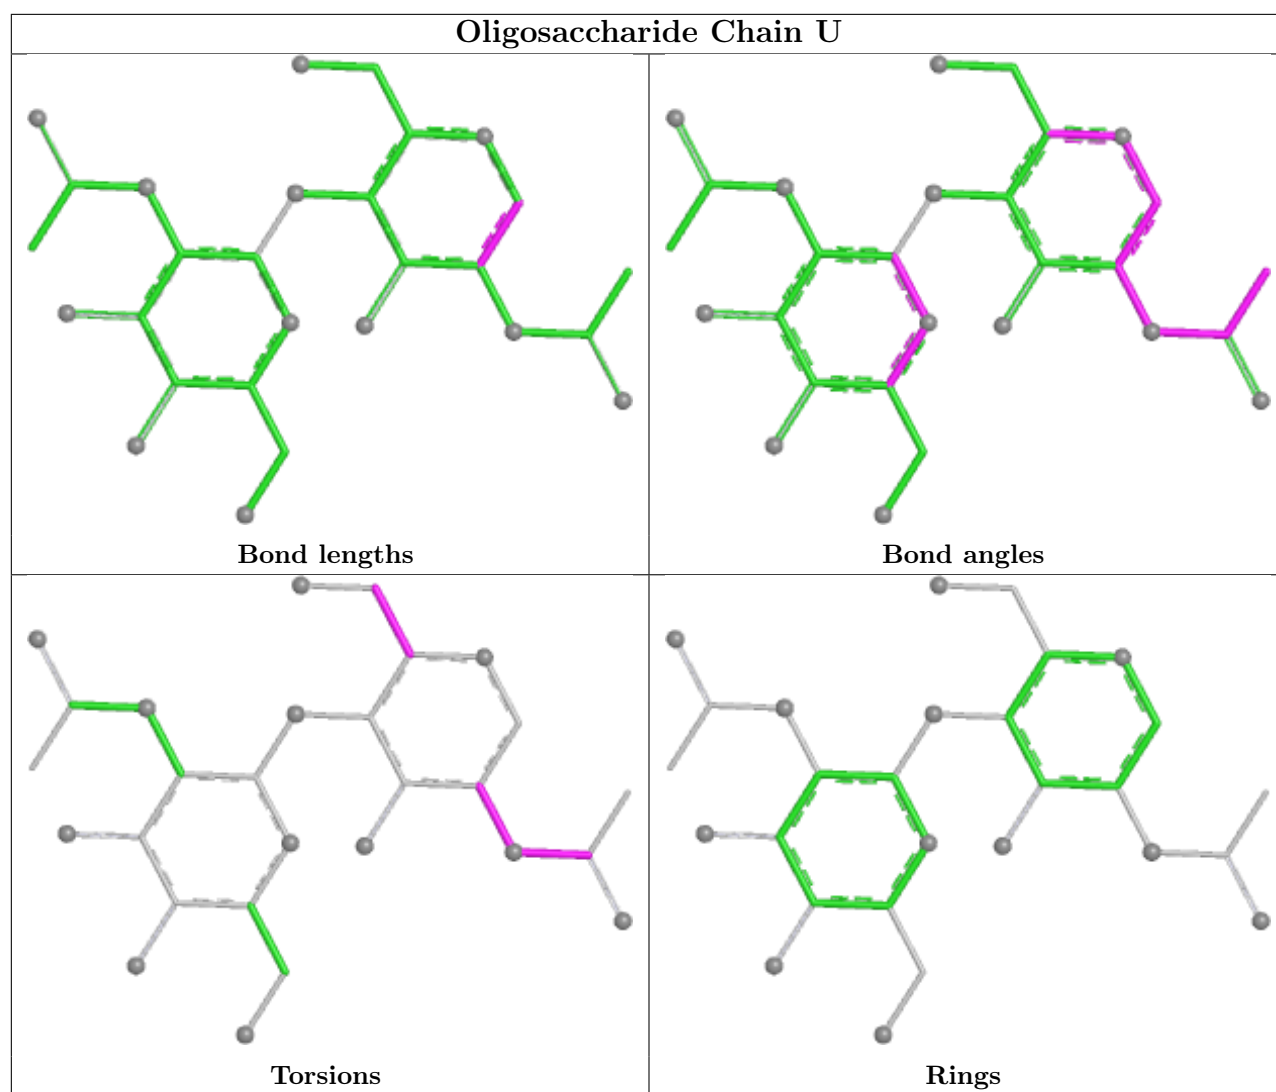 Oligosaccharide Chain U
Bond lengths
Bond angles
Torsions
Rings